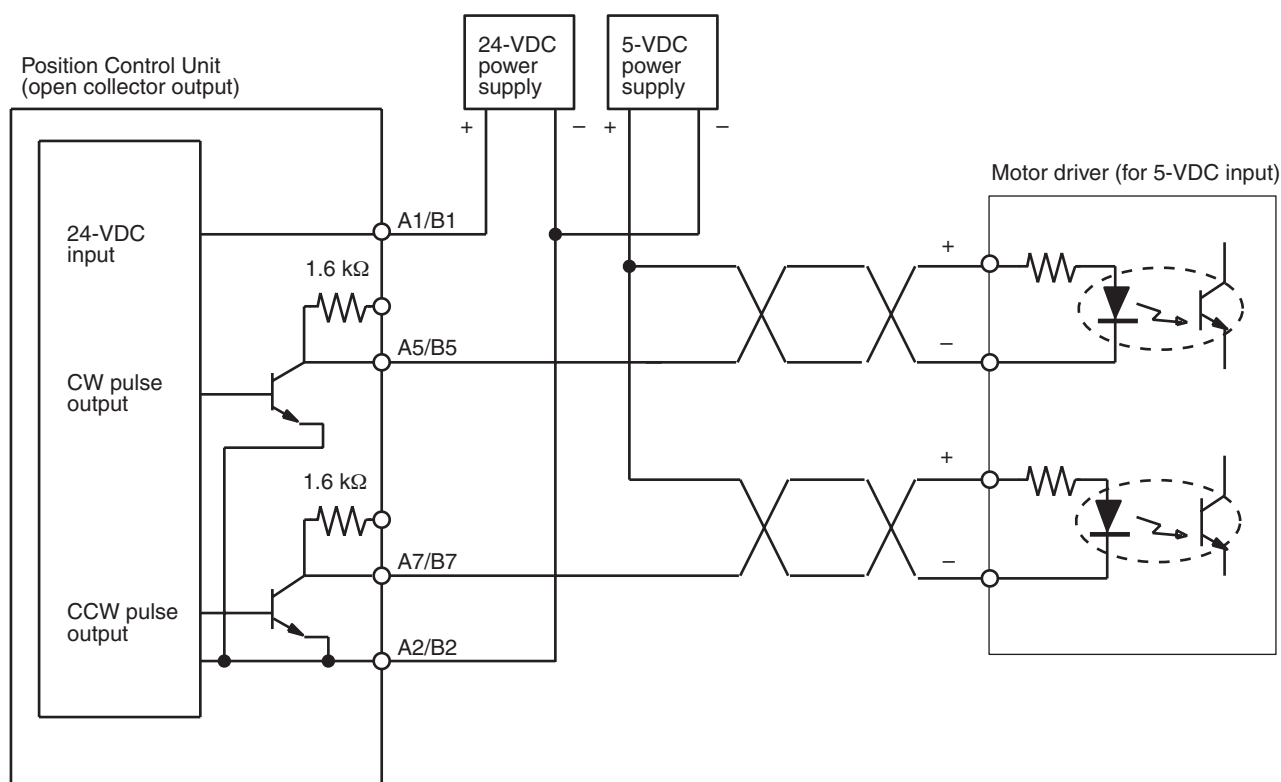 Position Control Unit
(open collector output)
24-VDC
power
supply
5-VDC
power
supply
+
–
+
–
Motor driver (for 5-VDC input)
24-VDC
input
A1/B1
+
1.6 kΩ
A5/B5
–
CW pulse
output
+
1.6 kΩ
A7/B7
–
CCW pulse
output
A2/B2